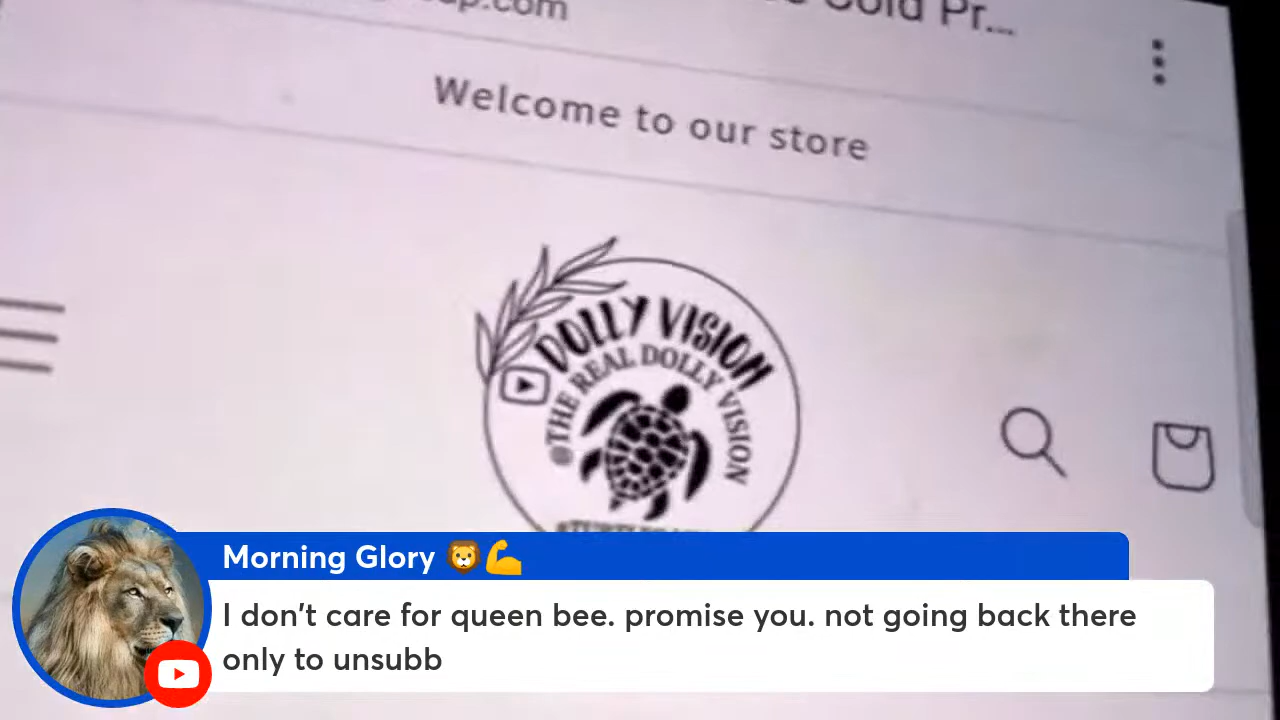 Cold Pr...
Welcome to our store
DOLLY VISION
@THE REAL DOLLY VISION
Morning Glory 🦁💪
I don't care for queen bee. promise you. not going back there
only to unsubb